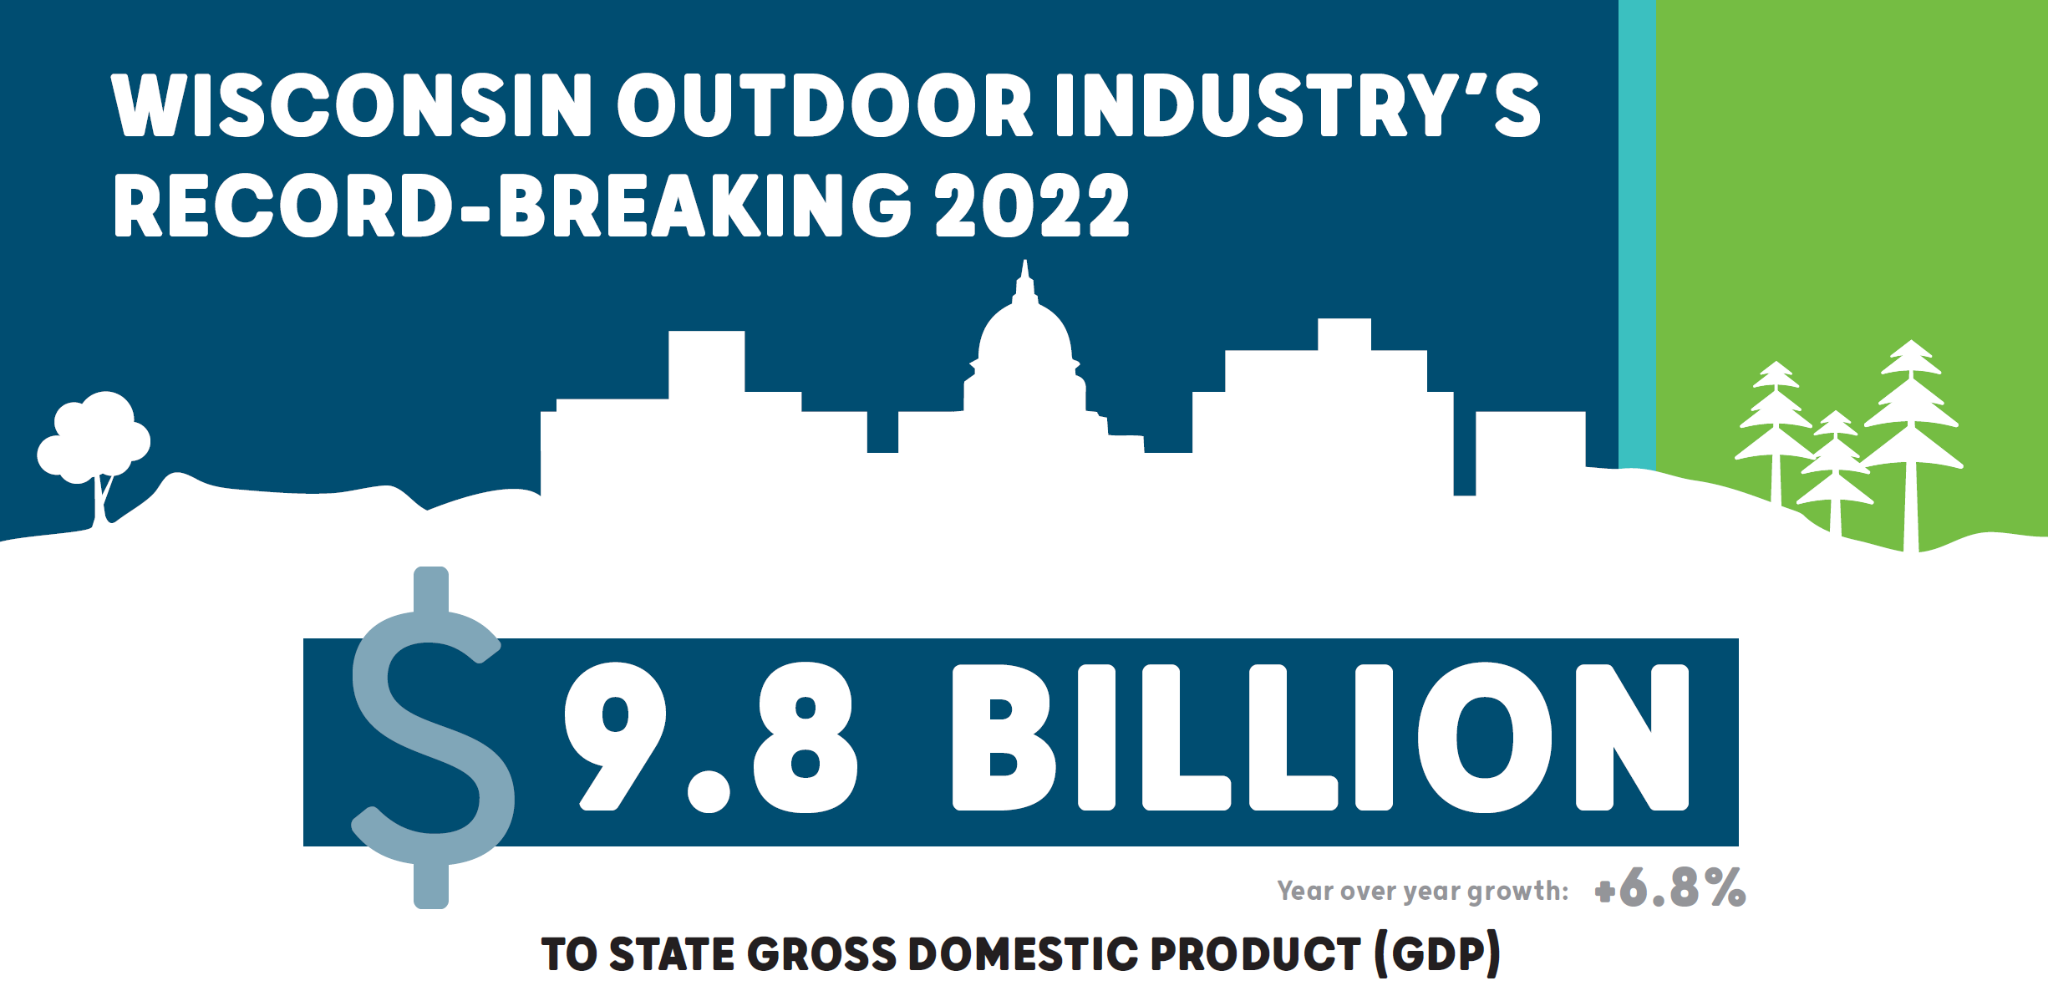 WISCONSIN OUTDOOR INDUSTRY’S
RECORD-BREAKING 2022
$9.8 BILLION
Year over year growth: +6.8%
TO STATE GROSS DOMESTIC PRODUCT (GDP)